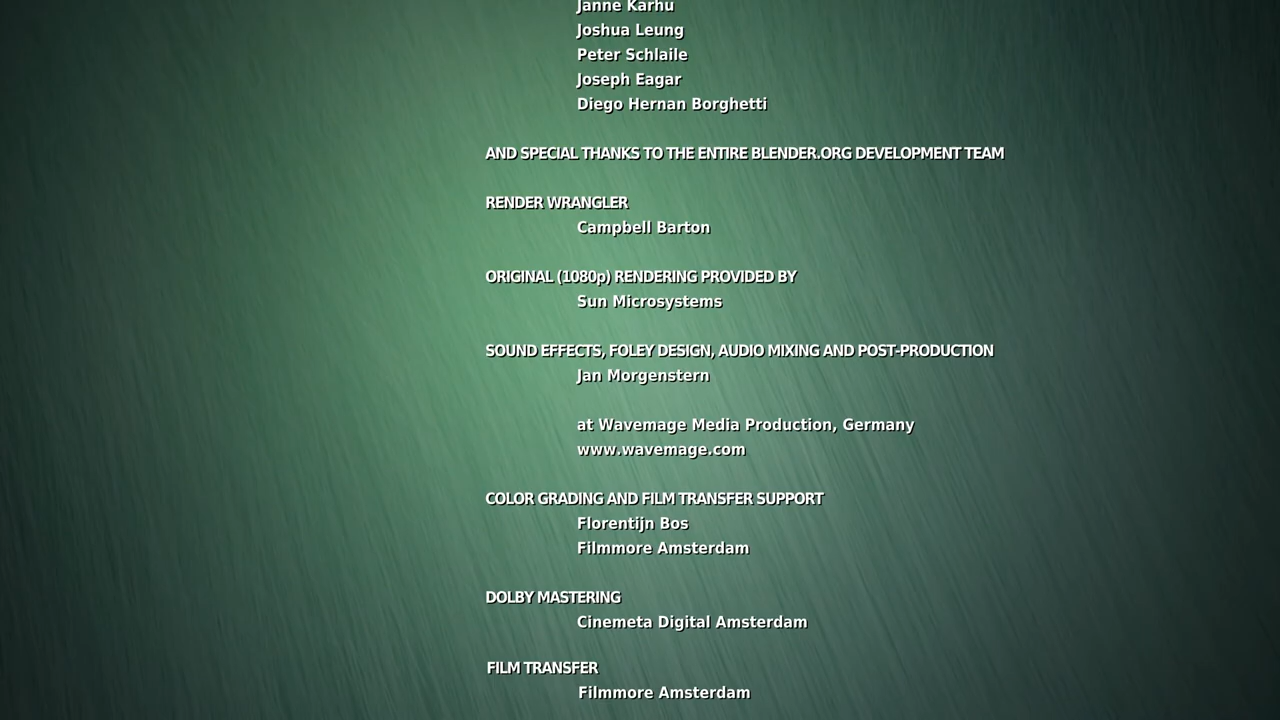 Janne Karhu
Joshua Leung
Peter Schlaile
Joseph Eagar
Diego Hernan Borghetti
AND SPECIAL THANKS TO THE ENTIRE BLENDER.ORG DEVELOPMENT TEAM
RENDER WRANGLER
Campbell Barton
ORIGINAL (1080p) RENDERING PROVIDED BY
Sun Microsystems
SOUND EFFECTS, FOLEY DESIGN, AUDIO MIXING AND POST-PRODUCTION
Jan Morgenstern
at Wavemage Media Production, Germany
www.wavemage.com
COLOR GRADING AND FILM TRANSFER SUPPORT
Florentijn Bos
Filmmore Amsterdam
DOLBY MASTERING
Cinemeta Digital Amsterdam
FILM TRANSFER
Filmmore Amsterdam